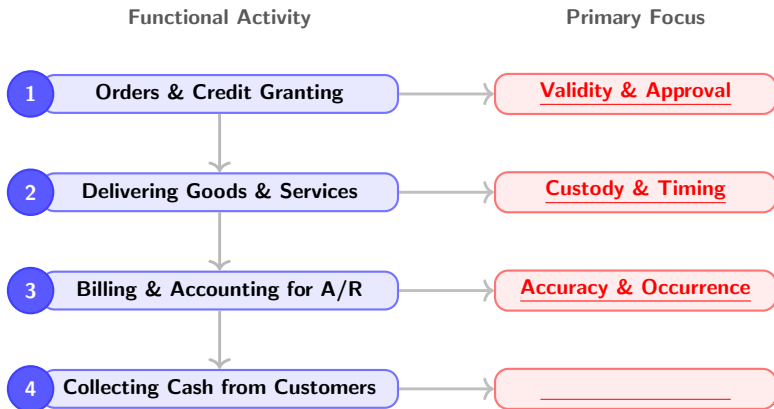 Functional Activity Primary Focus
1 Orders & Credit Granting Validity & Approval
2 Delivering Goods & Services Custody & Timing
3 Billing & Accounting for A/R Accuracy & Occurrence
4 Collecting Cash from Customers